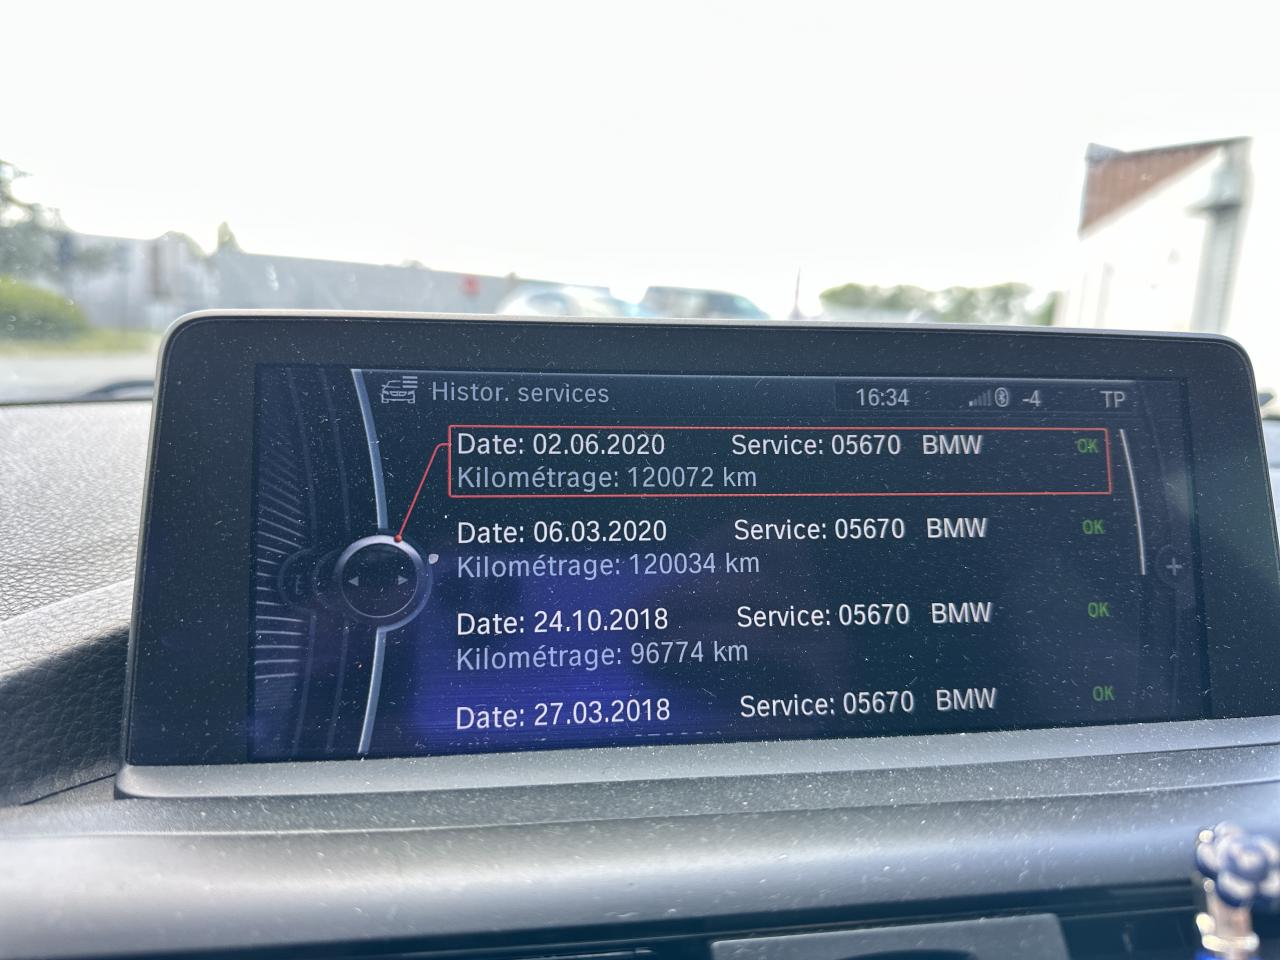 Histor. services 16:34 -4 TP
Date: 02.06.2020 Service: 05670 BMW OK
Kilométrage: 120072 km
Date: 06.03.2020 Service: 05670 BMW OK
Kilométrage: 120034 km
Date: 24.10.2018 Service: 05670 BMW OK
Kilométrage: 96774 km
Date: 27.03.2018 Service: 05670 BMW OK